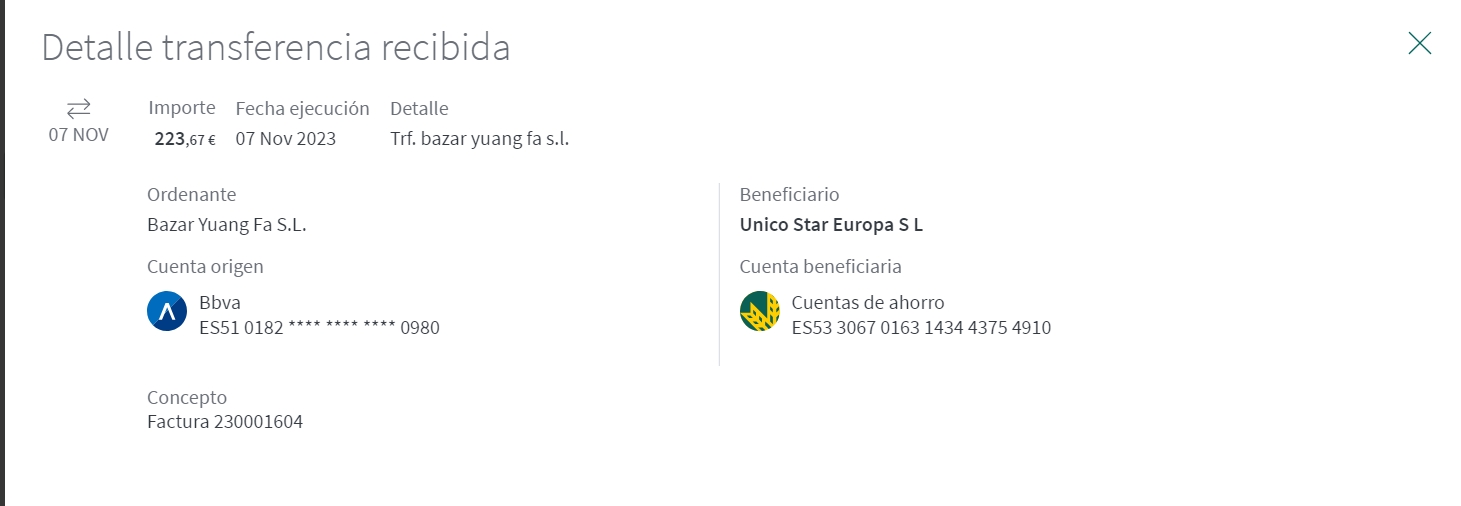 Detalle transferencia recibida
07 NOV
Importe
223,67 €
Fecha ejecución
07 Nov 2023
Detalle
Trf. bazar yuang fa s.l.
Ordenante
Bazar Yuang Fa S.L.
Cuenta origen
Bbva
ES51 0182 **** **** **** 0980
Beneficiario
Unico Star Europa S L
Cuenta beneficiaria
Cuentas de ahorro
ES53 3067 0163 1434 4375 4910
Concepto
Factura 230001604